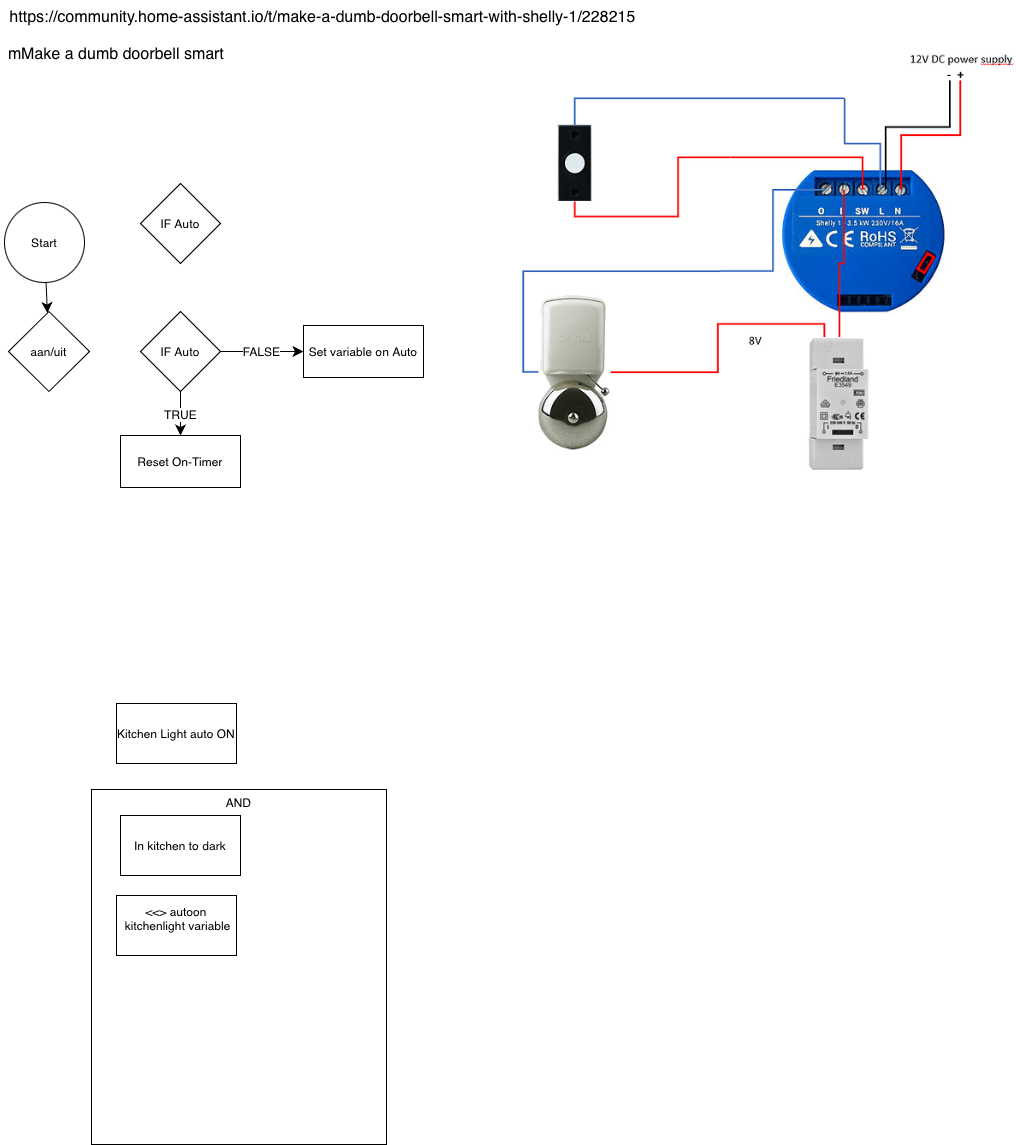 https://community.home-assistant.io/t/make-a-dumb-doorbell-smart-with-shelly-1/228215
mMake a dumb doorbell smart
12V DC power supply
- +
O I SW L N
Shelly 1 3.5 kW 230V/16A
CE RoHS
COMPLIANT
Start
IF Auto
aan/uit
IF Auto
FALSE
Set variable on Auto
TRUE
Reset On-Timer
8V
Friedland
E3549
Kitchen Light auto ON
AND
In kitchen to dark
<<> autoon
kitchenlight variable